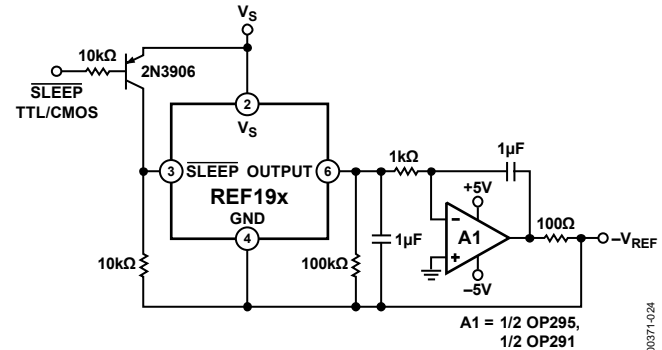 VS
10kΩ
2N3906
SLEEP
TTL/CMOS
2
VS
3
SLEEP OUTPUT
6
REF19x
GND
4
1kΩ
1µF
+5V
A1
−5V
100Ω
−VREF
10kΩ
100kΩ
1µF
A1 = 1/2 OP295,
1/2 OP291
00371-024